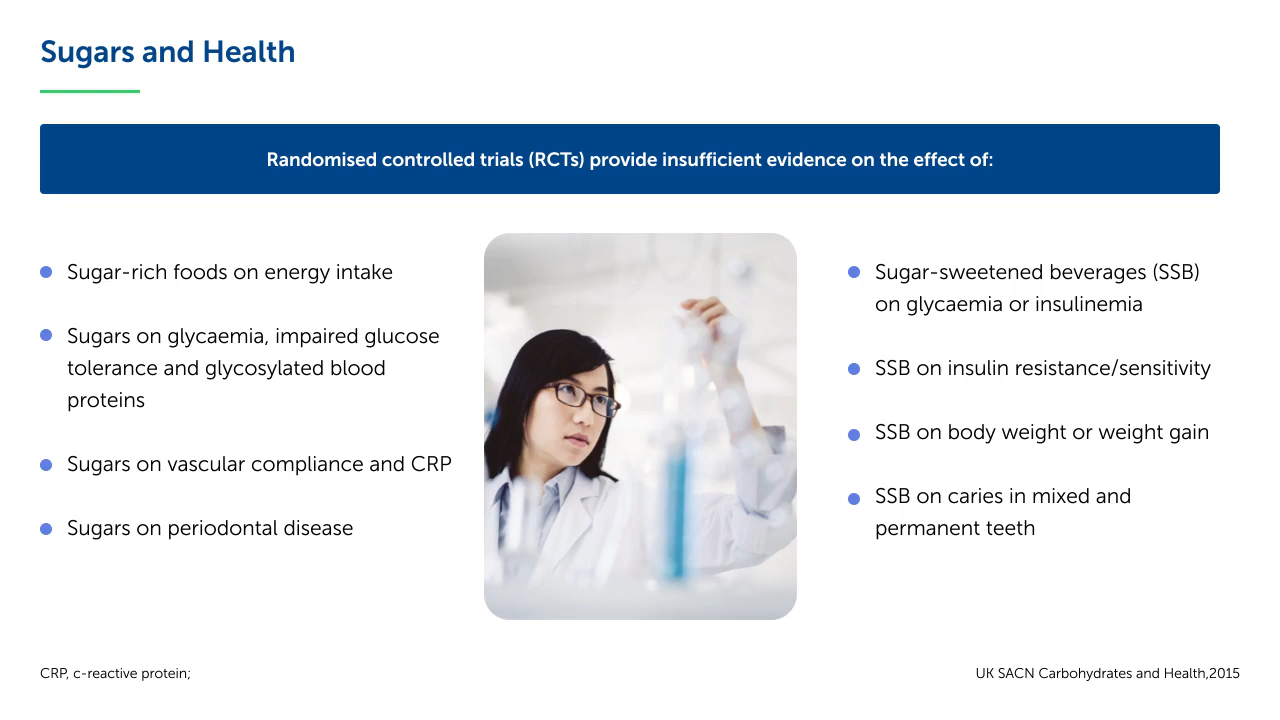 Sugars and Health
Randomised controlled trials (RCTs) provide insufficient evidence on the effect of:
Sugar-rich foods on energy intake
Sugars on glycaemia, impaired glucose
tolerance and glycosylated blood
proteins
Sugars on vascular compliance and CRP
Sugars on periodontal disease
Sugar-sweetened beverages (SSB)
on glycaemia or insulinemia
SSB on insulin resistance/sensitivity
SSB on body weight or weight gain
SSB on caries in mixed and
permanent teeth
CRP, c-reactive protein;
UK SACN Carbohydrates and Health,2015